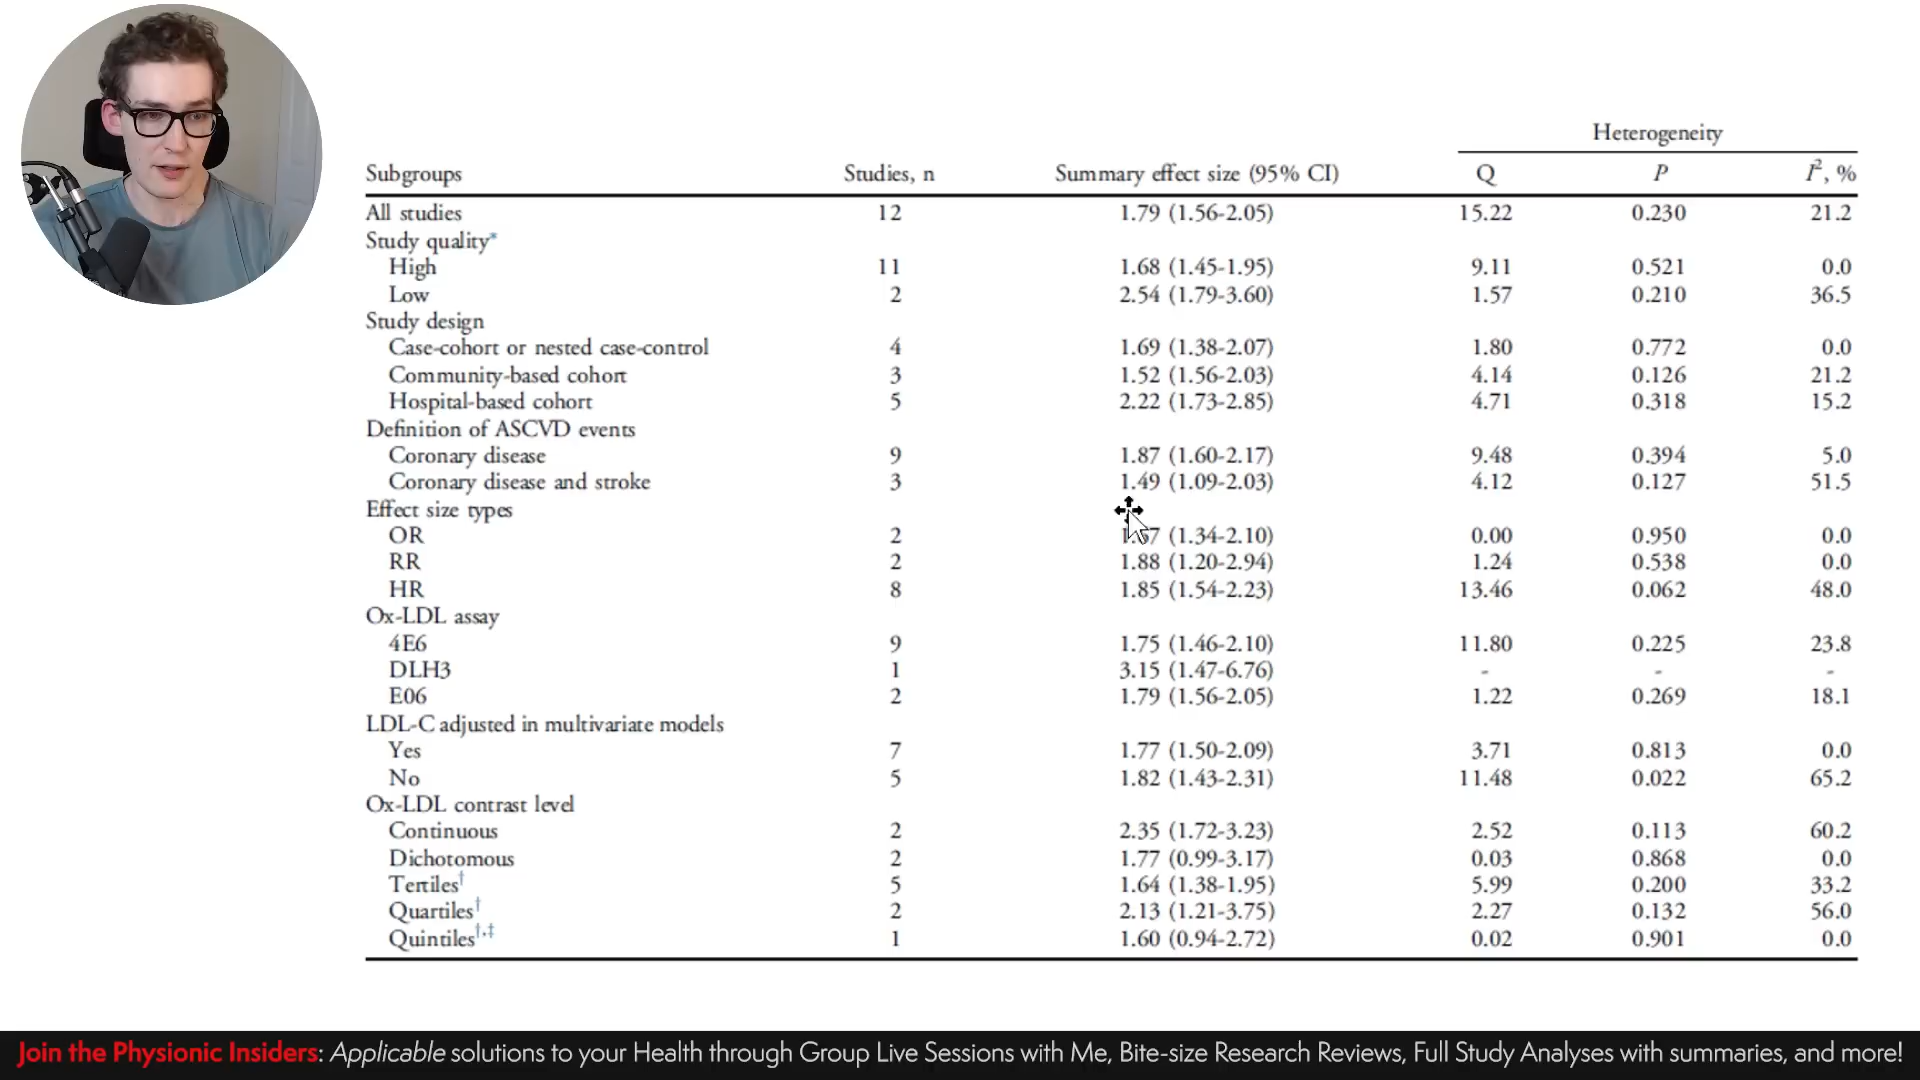 Heterogeneity
Subgroups Studies, n Summary effect size (95% CI) Q P I², %
All studies 12 1.79 (1.56-2.05) 15.22 0.230 21.2
Study quality*
High 11 1.68 (1.45-1.95) 9.11 0.521 0.0
Low 2 2.54 (1.79-3.60) 1.57 0.210 36.5
Study design
Case-cohort or nested case-control 4 1.69 (1.38-2.07) 1.80 0.772 0.0
Community-based cohort 3 1.52 (1.56-2.03) 4.14 0.126 21.2
Hospital-based cohort 5 2.22 (1.73-2.85) 4.71 0.318 15.2
Definition of ASCVD events
Coronary disease 9 1.87 (1.60-2.17) 9.48 0.394 5.0
Coronary disease and stroke 3 1.49 (1.09-2.03) 4.12 0.127 51.5
Effect size types
OR 2 (1.34-2.10) 0.00 0.950 0.0
RR 2 1.88 (1.20-2.94) 1.24 0.538 0.0
HR 8 1.85 (1.54-2.23) 13.46 0.062 48.0
Ox-LDL assay
4E6 9 1.75 (1.46-2.10) 11.80 0.225 23.8
DLH3 1 3.15 (1.47-6.76) - - -
E06 2 1.79 (1.56-2.05) 1.22 0.269 18.1
LDL-C adjusted in multivariate models
Yes 7 1.77 (1.50-2.09) 3.71 0.813 0.0
No 5 1.82 (1.43-2.31) 11.48 0.022 65.2
Ox-LDL contrast level
Continuous 2 2.35 (1.72-3.23) 2.52 0.113 60.2
Dichotomous 2 1.77 (0.99-3.17) 0.03 0.868 0.0
Tertiles† 5 1.64 (1.38-1.95) 5.99 0.200 33.2
Quartiles† 2 2.13 (1.21-3.75) 2.27 0.132 56.0
Quintiles†,‡ 1 1.60 (0.94-2.72) 0.02 0.901 0.0
Join the Physionic Insiders: Applicable solutions to your Health through Group Live Sessions with Me, Bite-size Research Reviews, Full Study Analyses with summaries, and more!